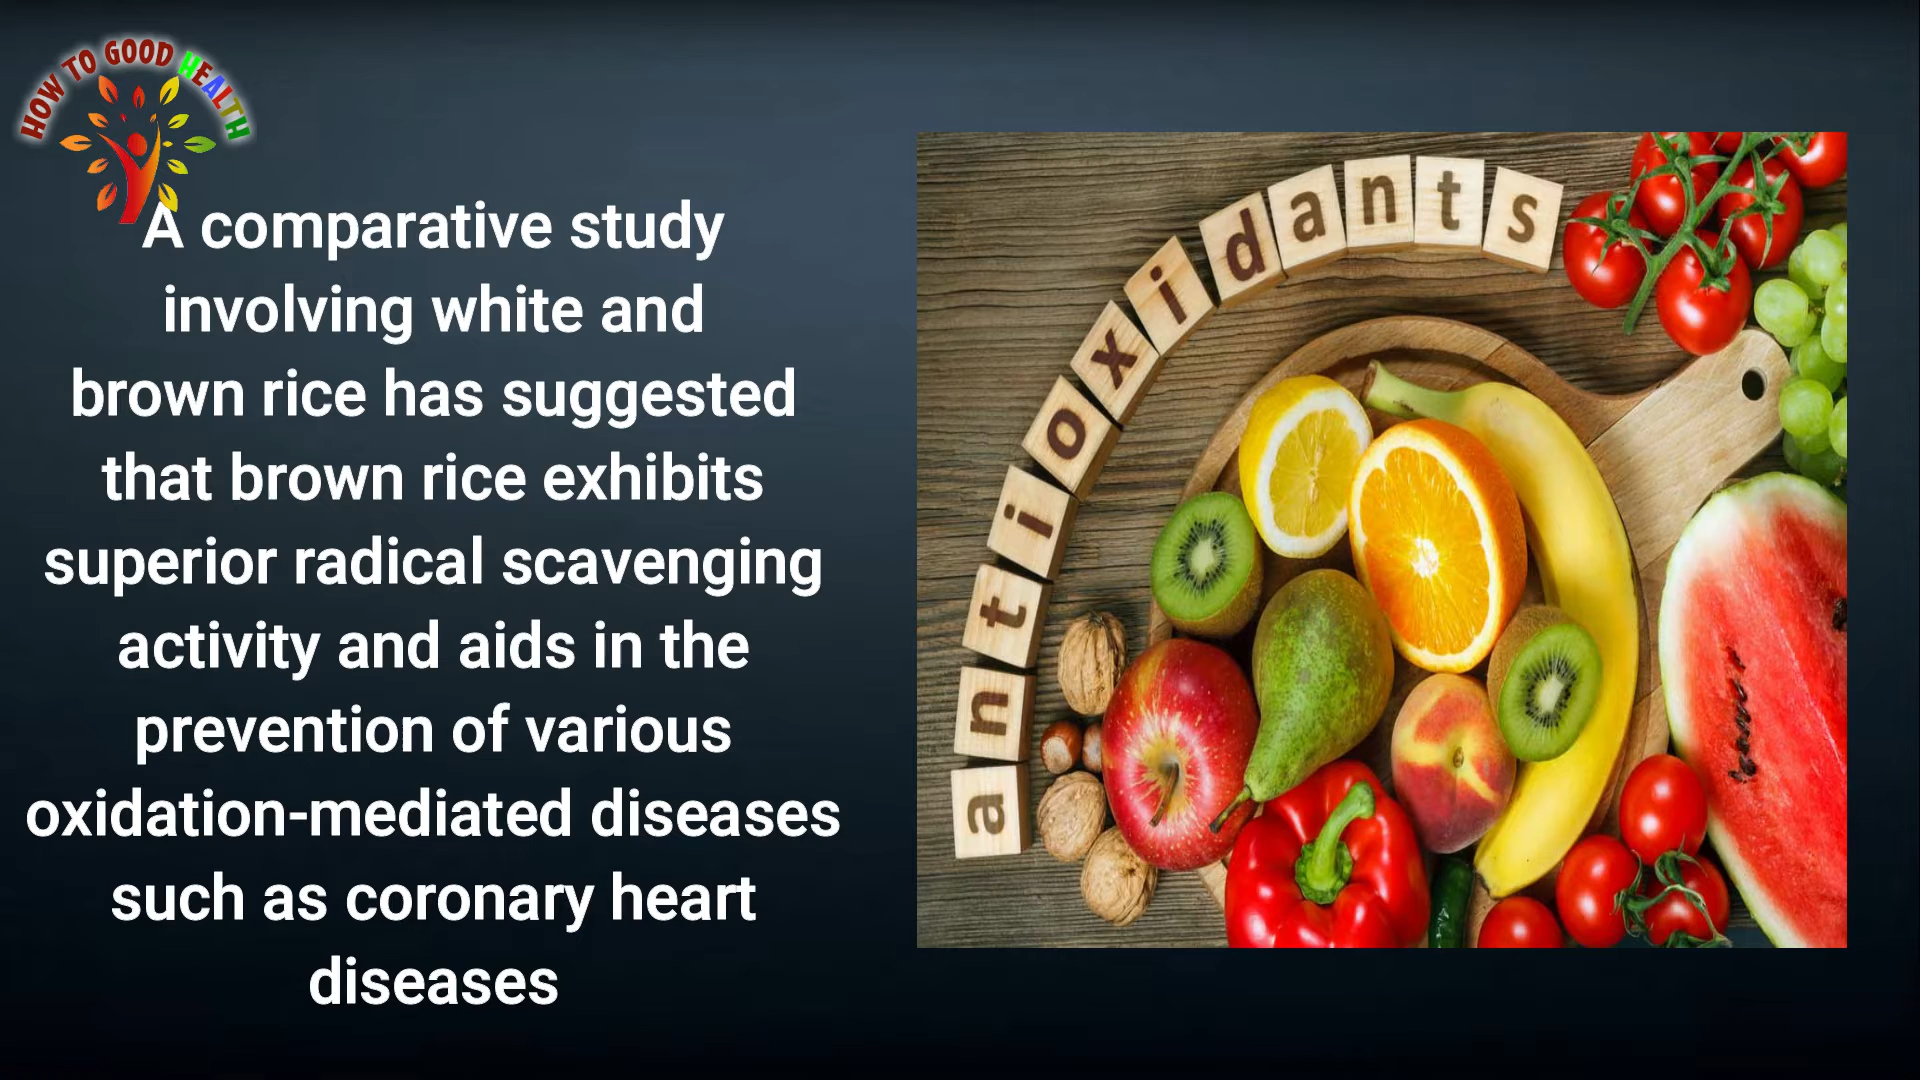 HOW TO GOOD HEALTH
A comparative study
involving white and
brown rice has suggested
that brown rice exhibits
superior radical scavenging
activity and aids in the
prevention of various
oxidation-mediated diseases
such as coronary heart
diseases
antioxidants